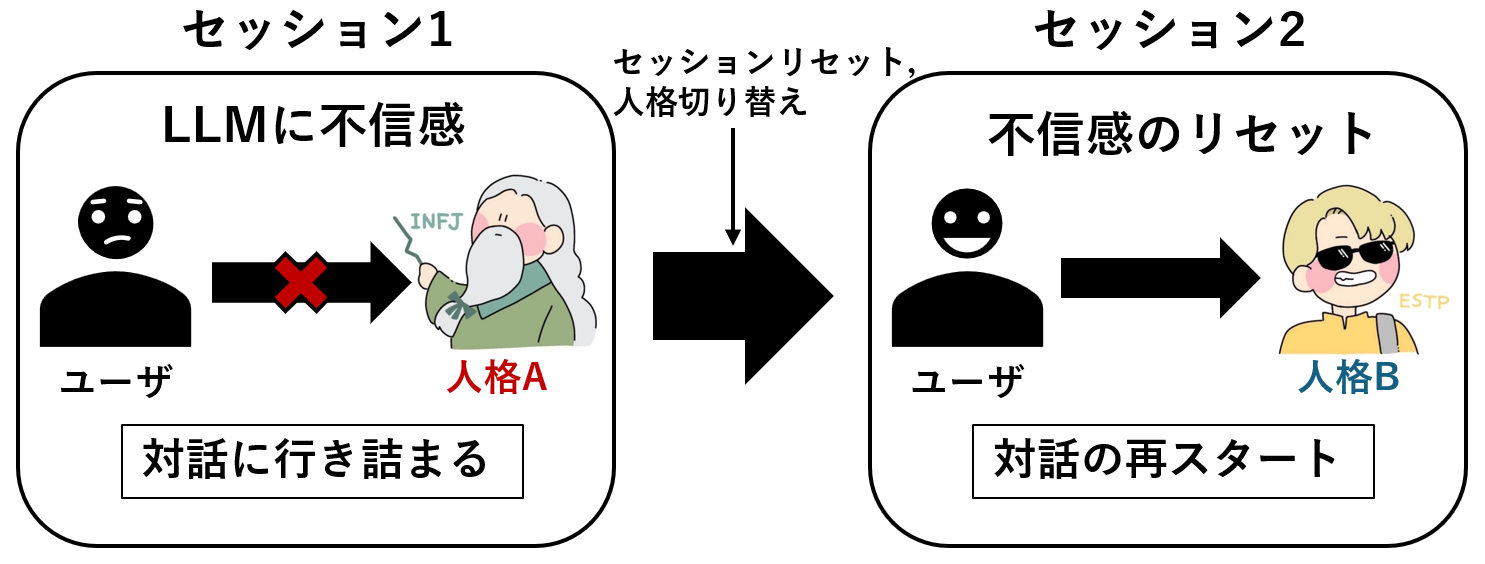 セッション1
LLMに不信感
INFJ
ユーザ
人格A
対話に行き詰まる
セッションリセット,
人格切り替え
セッション2
不信感のリセット
ESTP
ユーザ
人格B
対話の再スタート